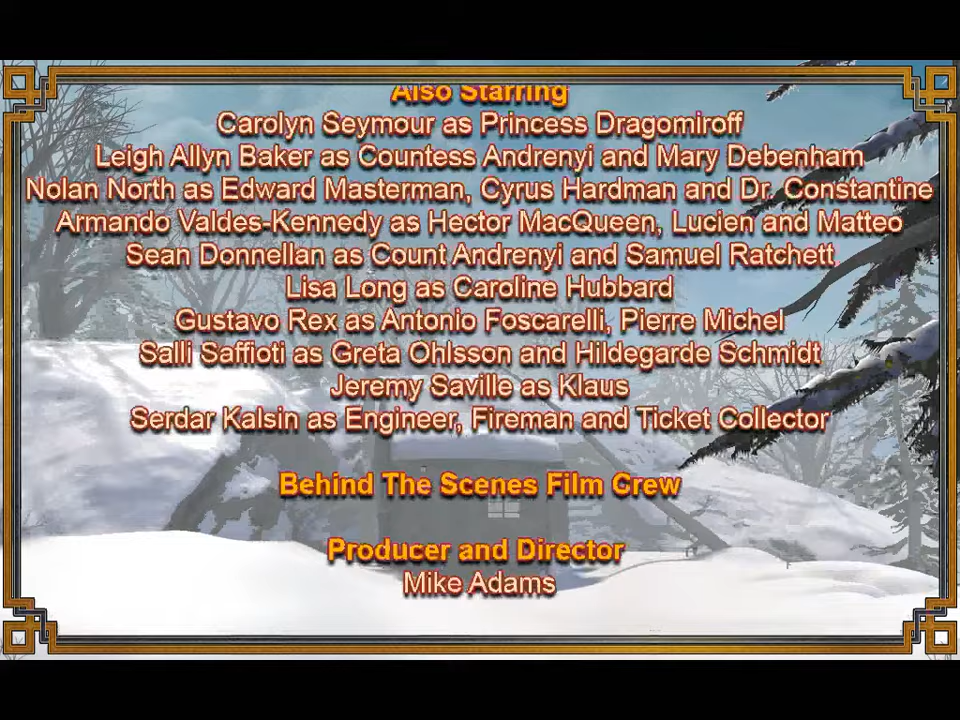 Also Starring
Carolyn Seymour as Princess Dragomiroff
Leigh Allyn Baker as Countess Andrenyi and Mary Debenham
Nolan North as Edward Masterman, Cyrus Hardman and Dr. Constantine
Armando Valdes-Kennedy as Hector MacQueen, Lucien and Matteo
Sean Donnellan as Count Andrenyi and Samuel Ratchett
Lisa Long as Caroline Hubbard
Gustavo Rex as Antonio Foscarelli, Pierre Michel
Salli Saffioti as Greta Ohlsson and Hildegarde Schmidt
Jeremy Saville as Klaus
Serdar Kalsin as Engineer, Fireman and Ticket Collector
Behind The Scenes Film Crew
Producer and Director
Mike Adams